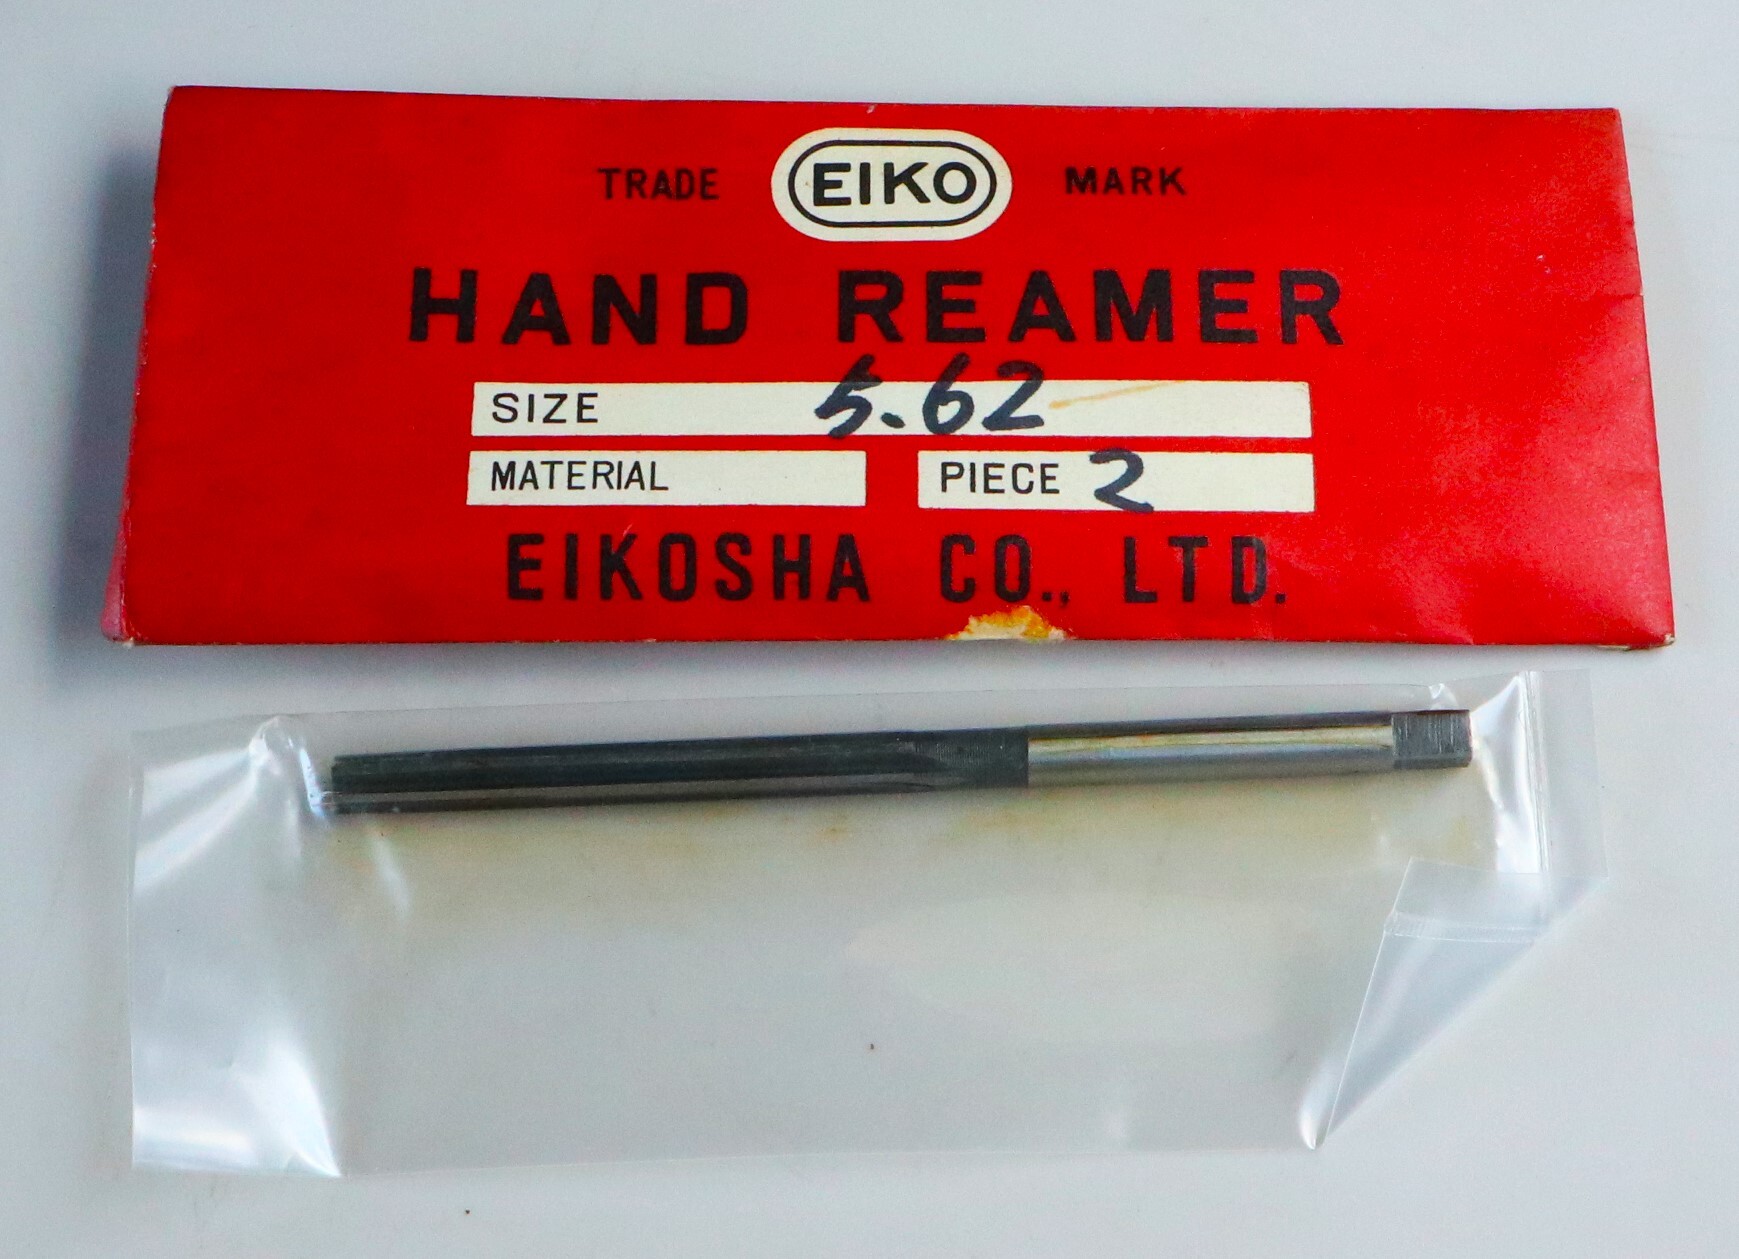 TRADE EIKO MARK
HAND REAMER
SIZE 5.62
MATERIAL PIECE 2
EIKOSHA CO., LTD.